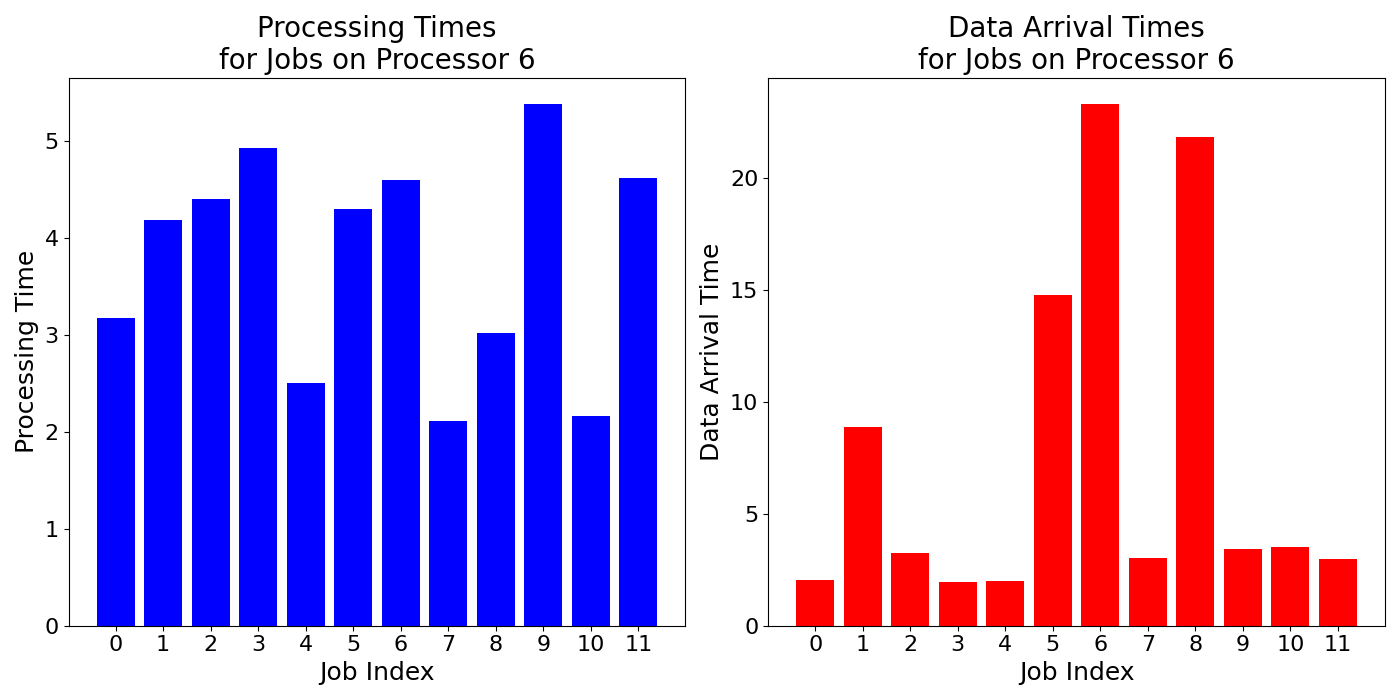 Processing Times
for Jobs on Processor 6
Processing Time
5
4
3
2
1
0
0 1 2 3 4 5 6 7 8 9 10 11
Job Index
Data Arrival Times
for Jobs on Processor 6
Data Arrival Time
20
15
10
5
0
0 1 2 3 4 5 6 7 8 9 10 11
Job Index